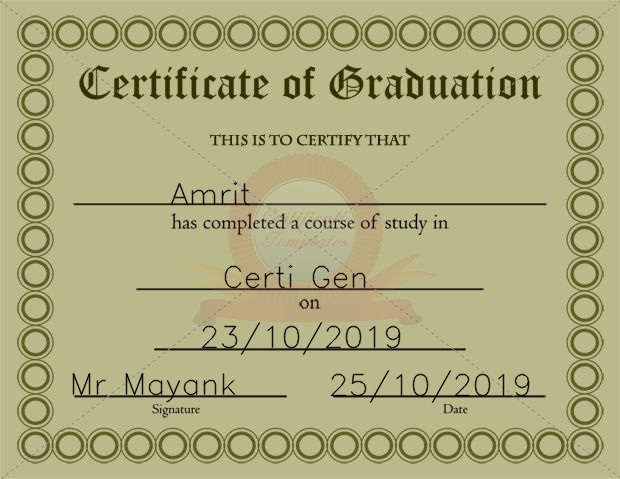 Certificate of Graduation
THIS IS TO CERTIFY THAT
Amrit
has completed a course of study in
Certificate
Templates
Certi Gen
on
23/10/2019
Mr Mayank 25/10/2019
Signature Date